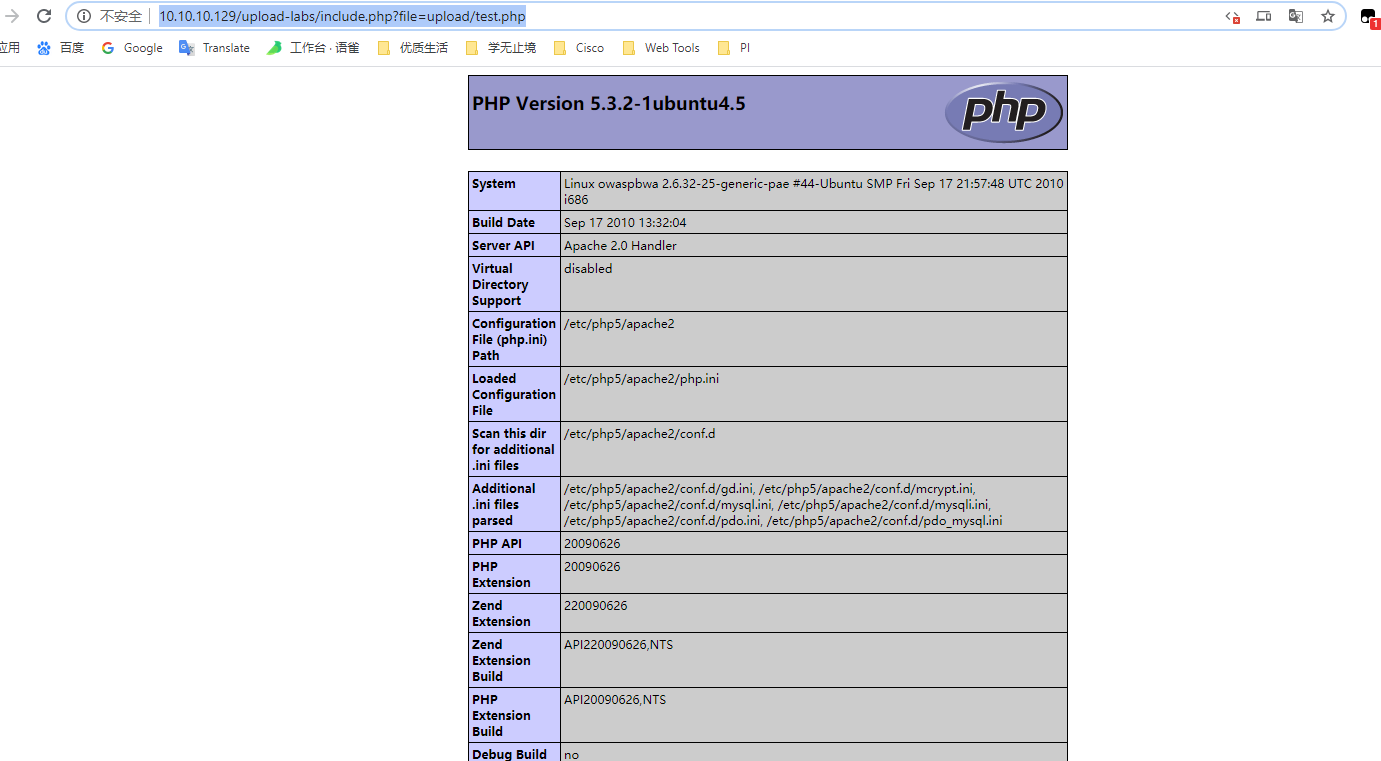 不安全 10.10.10.129/upload-labs/include.php?file=upload/test.php
1
应用 百度 Google Translate 工作台 · 语雀 优质生活 学无止境 Cisco Web Tools PI
PHP Version 5.3.2-1ubuntu4.5
php
System Linux owaspbwa 2.6.32-25-generic-pae #44-Ubuntu SMP Fri Sep 17 21:57:48 UTC 2010
i686
Build Date Sep 17 2010 13:32:04
Server API Apache 2.0 Handler
Virtual disabled
Directory
Support
Configuration /etc/php5/apache2
File (php.ini)
Path
Loaded /etc/php5/apache2/php.ini
Configuration
File
Scan this dir /etc/php5/apache2/conf.d
for additional
.ini files
Additional /etc/php5/apache2/conf.d/gd.ini, /etc/php5/apache2/conf.d/mcrypt.ini,
.ini files /etc/php5/apache2/conf.d/mysql.ini, /etc/php5/apache2/conf.d/mysqli.ini,
parsed /etc/php5/apache2/conf.d/pdo.ini, /etc/php5/apache2/conf.d/pdo_mysql.ini
PHP API 20090626
PHP 20090626
Extension
Zend 220090626
Extension
Zend API220090626,NTS
Extension
Build
PHP API20090626,NTS
Extension
Build
Debug Build no